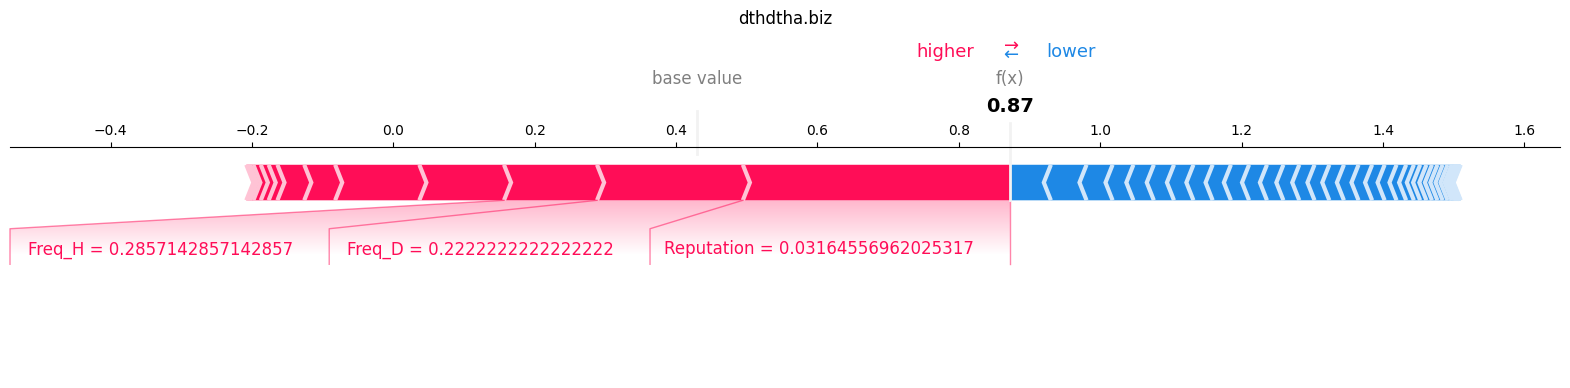 dthdtha.biz
higher → ← lower
base value f(x)
0.87
−0.4 −0.2 0.0 0.2 0.4 0.6 0.8 1.0 1.2 1.4 1.6
Freq_H = 0.2857142857142857 Freq_D = 0.2222222222222222 Reputation = 0.03164556962025317